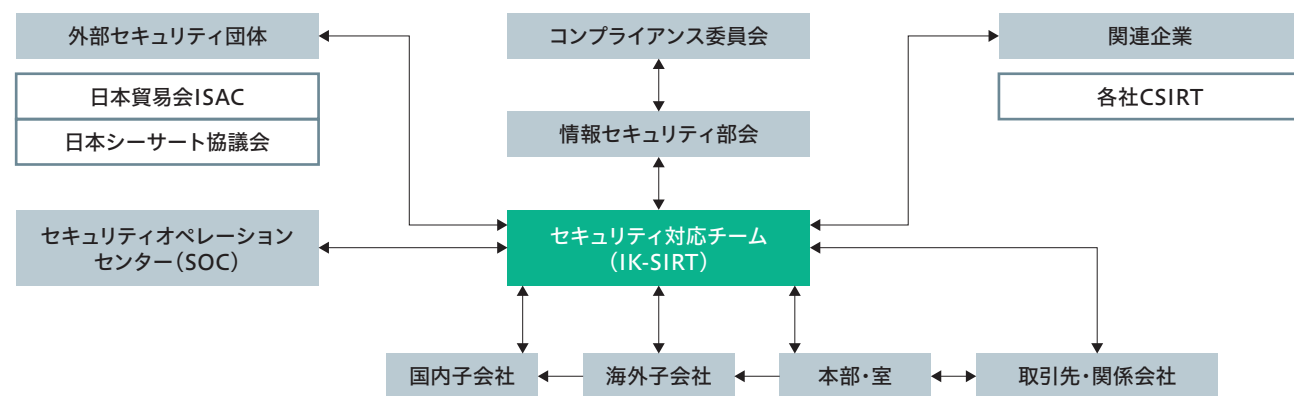 外部セキュリティ団体
コンプライアンス委員会
関連企業
日本貿易会ISAC
日本シーサート協議会
各社CSIRT
情報セキュリティ部会
セキュリティオペレーション
センター（SOC）
セキュリティ対応チーム
（IK-SIRT）
国内子会社
海外子会社
本部・室
取引先・関係会社